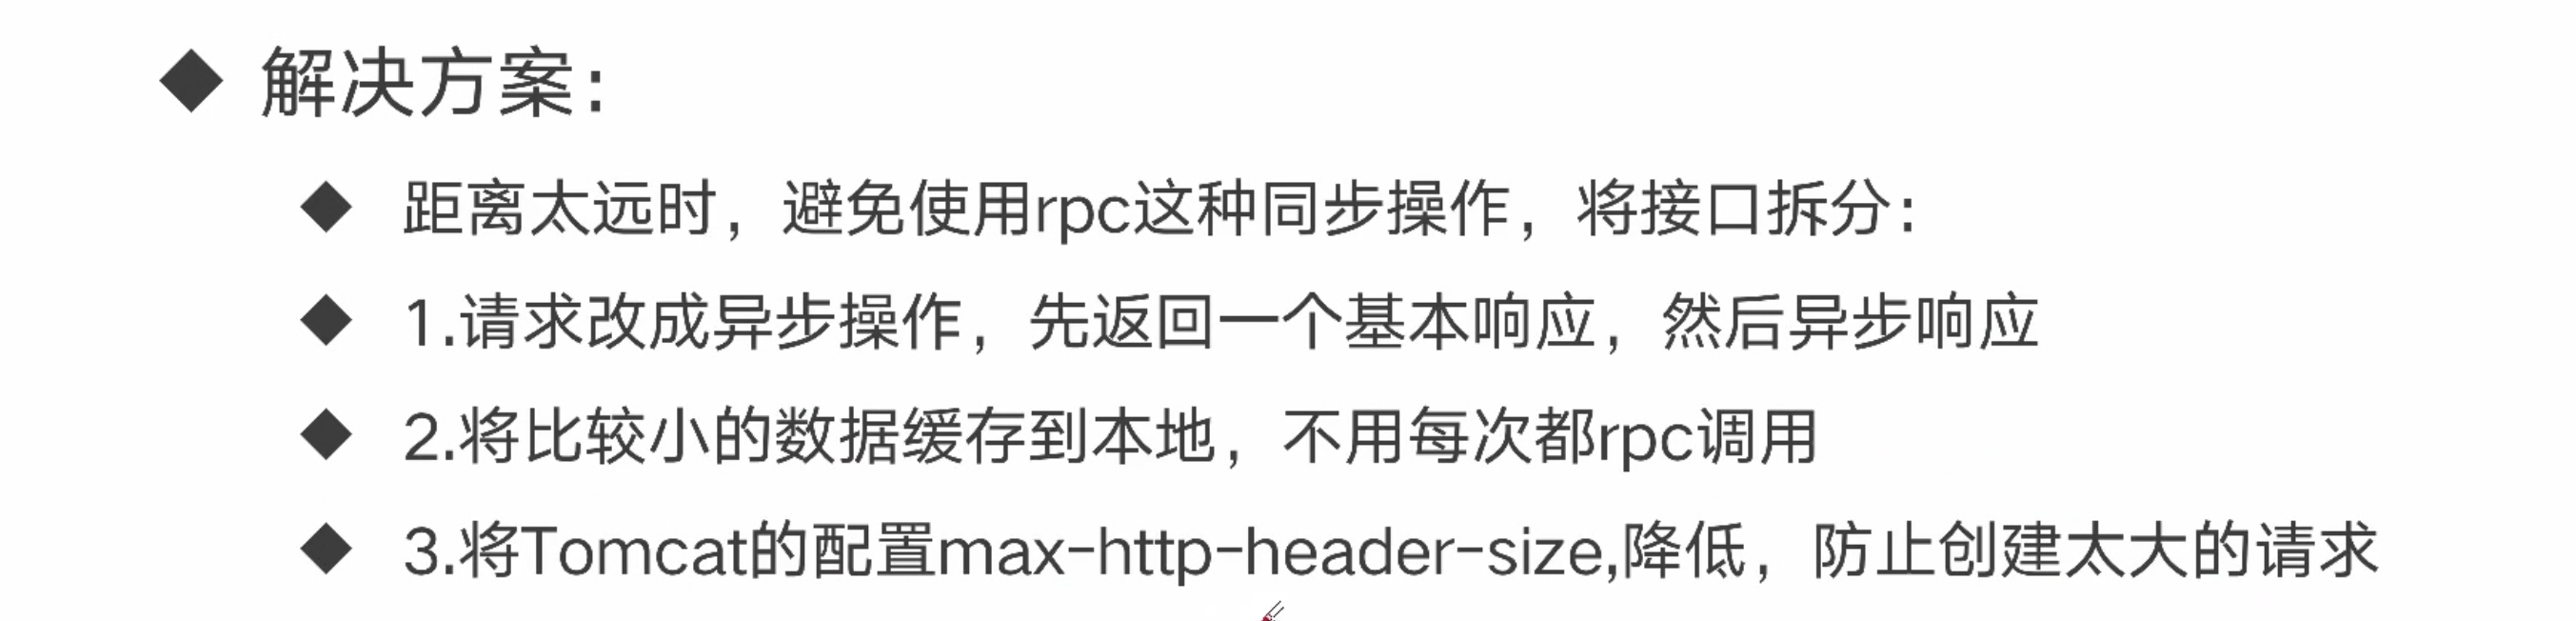 解决方案：
距离太远时，避免使用rpc这种同步操作，将接口拆分：
1.请求改成异步操作，先返回一个基本响应，然后异步响应
2.将比较小的数据缓存到本地，不用每次都rpc调用
3.将Tomcat的配置max-http-header-size,降低，防止创建太大的请求